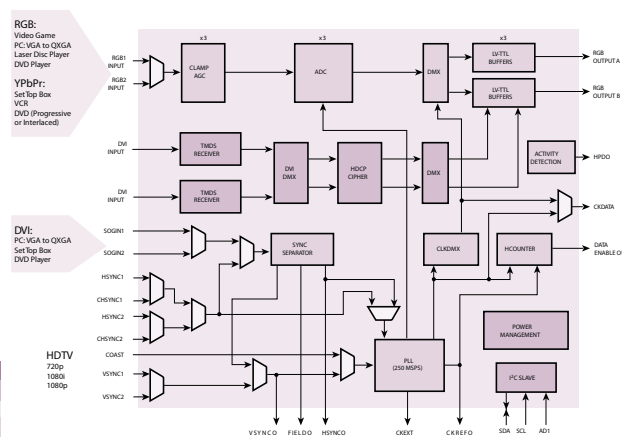 RGB:
Video Game
PC: VGA to QXGA
Laser Disc Player
DVD Player
YPbPr:
Set Top Box
VCR
DVD (Progressive
or Interlaced)
DVI:
PC: VGA to QXGA
Set Top Box
DVD Player
HDTV
720p
1080i
1080p
x3
x3
x3
RGB1
INPUT
RGB2
INPUT
CLAMP
AGC
ADC
DMX
LV-TTL
BUFFERS
LV-TTL
BUFFERS
RGB
OUTPUT A
RGB
OUTPUT B
DVI
INPUT
TMDS
RECEIVER
DVI
INPUT
TMDS
RECEIVER
DVI
DMX
HDCP
CIPHER
DMX
ACTIVITY
DETECTION
HPDO
CKDATA
SOGIN1
SOGIN2
SYNC
SEPARATOR
CLKDMX
HCOUNTER
DATA
ENABLE O
HSYNC1
CHSYNC1
HSYNC2
CHSYNC2
COAST
VSYNC1
VSYNC2
PLL
(250 MSPS)
POWER
MANAGEMENT
I²C SLAVE
VSYNCO
FIELDO
HSYNCO
CKEXT
CKREFO
SDA
SCL
AD1